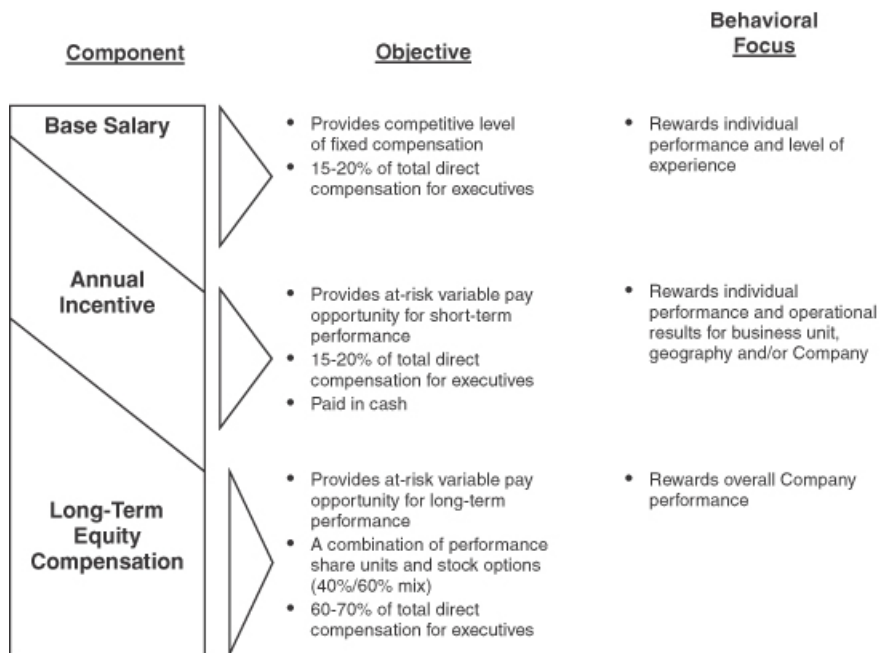 Component
Objective
Behavioral
Focus
Base Salary
• Provides competitive level
of fixed compensation
• 15-20% of total direct
compensation for executives
• Rewards individual
performance and level of
experience
Annual
Incentive
• Provides at-risk variable pay
opportunity for short-term
performance
• 15-20% of total direct
compensation for executives
• Paid in cash
• Rewards individual
performance and operational
results for business unit,
geography and/or Company
Long-Term
Equity
Compensation
• Provides at-risk variable pay
opportunity for long-term
performance
• A combination of performance
share units and stock options
(40%/60% mix)
• 60-70% of total direct
compensation for executives
• Rewards overall Company
performance